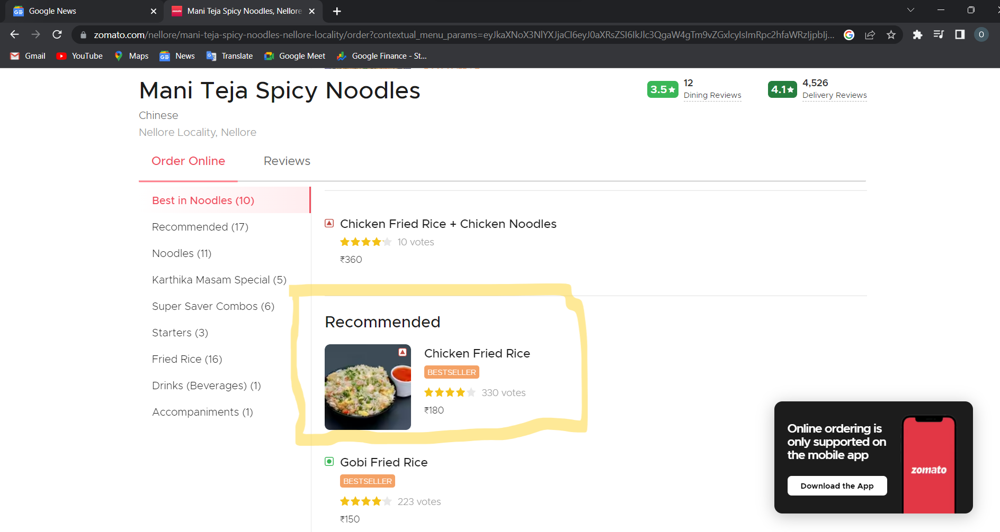 Google News
Mani Teja Spicy Noodles, Nellore
zomato.com/nellore/mani-teja-spicy-noodles-nellore-locality/order?contextual_menu_params=eyJkaXNoX3NlYXJjaCI6eyJ0aXRsZSI6IkJlc3QgaW4gTm9vZGxlcyIsImRpc2hfaWRzIjpbIj...
O
Gmail
YouTube
Maps
News
Translate
Google Meet
Google Finance - St...
Mani Teja Spicy Noodles
Chinese
Nellore Locality, Nellore
3.5★
12
Dining Reviews
4.1★
4,526
Delivery Reviews
Order Online
Reviews
Best in Noodles (10)
Recommended (17)
Noodles (11)
Karthika Masam Special (5)
Super Saver Combos (6)
Starters (3)
Fried Rice (16)
Drinks (Beverages) (1)
Accompaniments (1)
Chicken Fried Rice + Chicken Noodles
10 votes
₹360
Recommended
Chicken Fried Rice
BESTSELLER
330 votes
₹180
Gobi Fried Rice
BESTSELLER
223 votes
₹150
Online ordering is
only supported on
the mobile app
Download the App
zomato